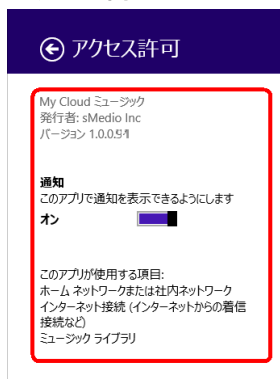 アクセス許可
My Cloud ミュージック
発行者: sMedio Inc
バージョン 1.0.0.
通知
このアプリで通知を表示できるようにします
オン
このアプリが使用する項目:
ホーム ネットワークまたは社内ネットワーク
インターネット接続 (インターネットからの着信
接続など)
ミュージック ライブラリ